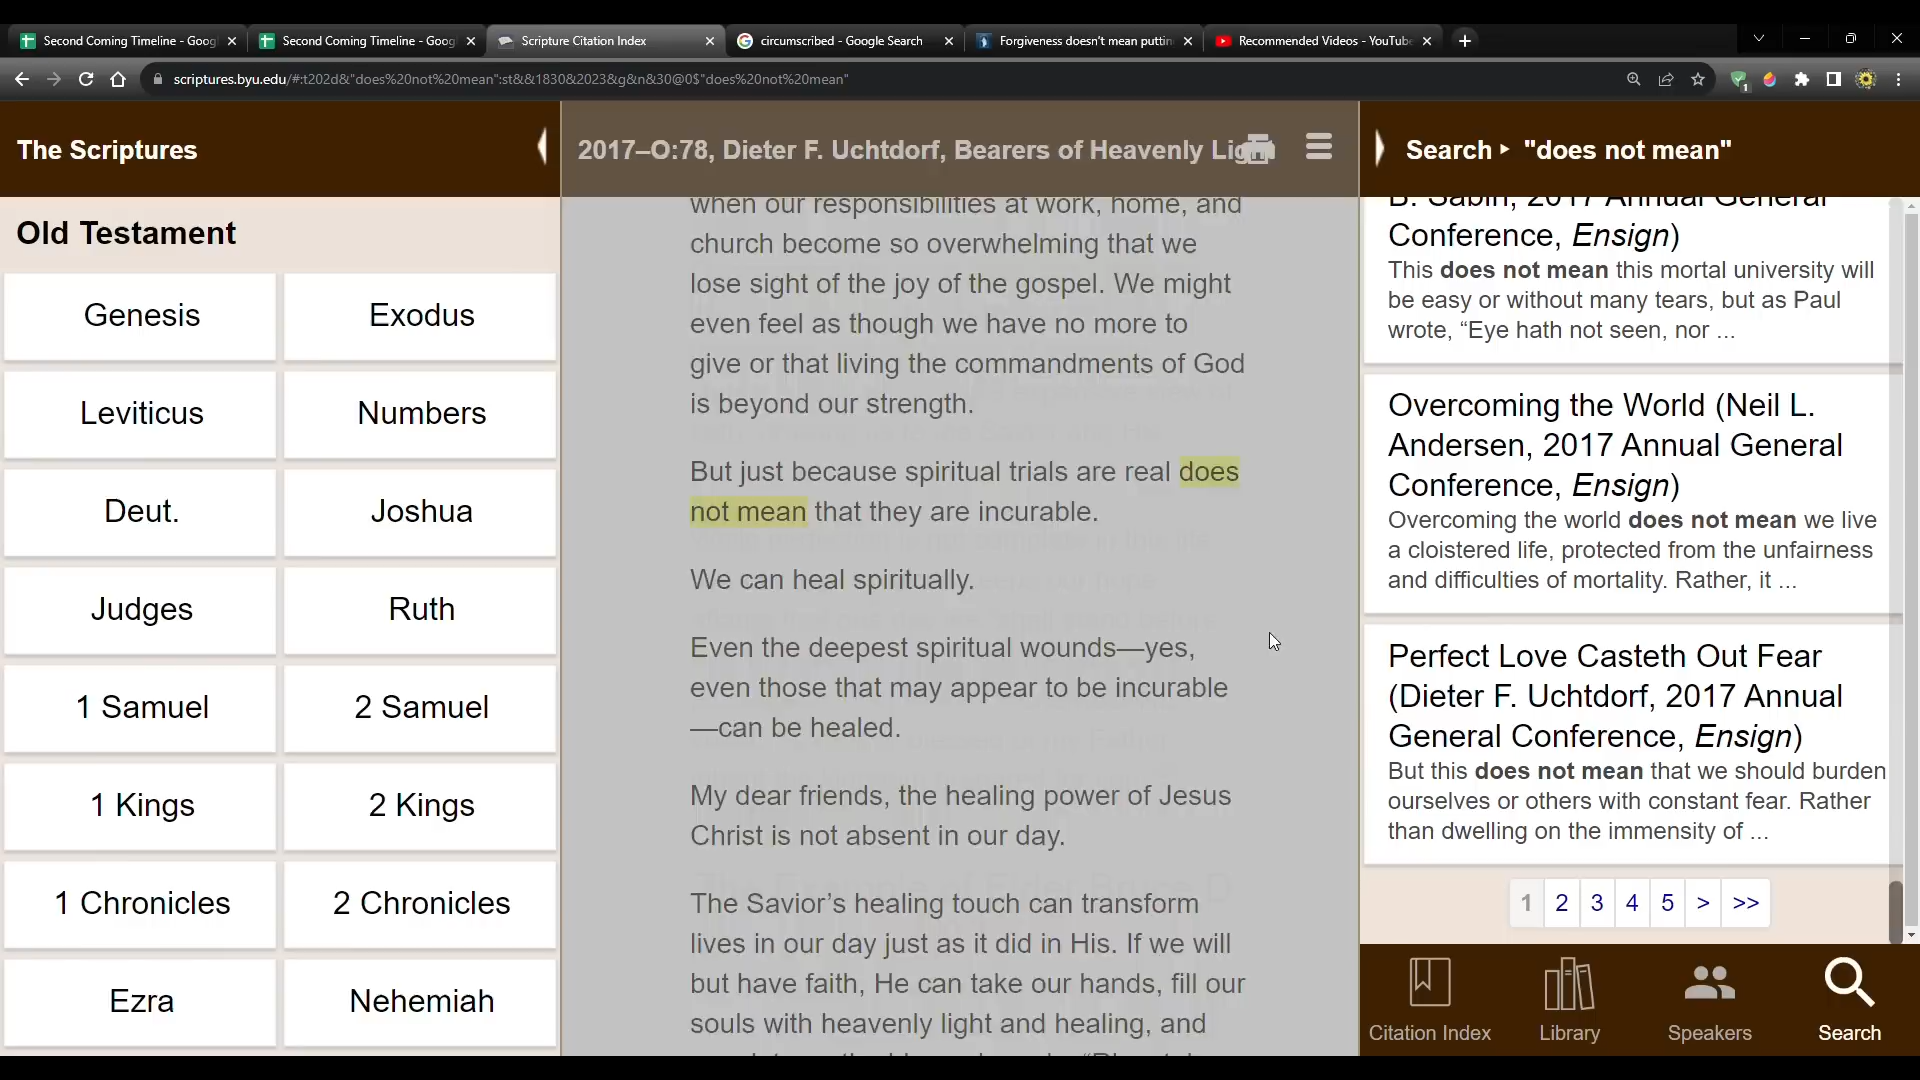 Second Coming Timeline - Goog
Second Coming Timeline - Goog
Scripture Citation Index
circumscribed - Google Search
Forgiveness doesn't mean puttin
Recommended Videos - YouTub
scriptures.byu.edu/#:t202d&"does%20not%20mean":st&&1830&2023&g&n&30@0$"does%20not%20mean"
1
The Scriptures
Old Testament
Genesis
Exodus
Leviticus
Numbers
Deut.
Joshua
Judges
Ruth
1 Samuel
2 Samuel
1 Kings
2 Kings
1 Chronicles
2 Chronicles
Ezra
Nehemiah
2017–O:78, Dieter F. Uchtdorf, Bearers of Heavenly Lig
when our responsibilities at work, home, and
church become so overwhelming that we
lose sight of the joy of the gospel. We might
even feel as though we have no more to
give or that living the commandments of God
is beyond our strength.
But just because spiritual trials are real does
not mean that they are incurable.
We can heal spiritually.
Even the deepest spiritual wounds—yes,
even those that may appear to be incurable
—can be healed.
My dear friends, the healing power of Jesus
Christ is not absent in our day.
The Savior’s healing touch can transform
lives in our day just as it did in His. If we will
but have faith, He can take our hands, fill our
souls with heavenly light and healing, and
Search ▸ "does not mean"
B. Sabin, 2017 Annual General
Conference, Ensign)
This does not mean this mortal university will
be easy or without many tears, but as Paul
wrote, “Eye hath not seen, nor ...
Overcoming the World (Neil L.
Andersen, 2017 Annual General
Conference, Ensign)
Overcoming the world does not mean we live
a cloistered life, protected from the unfairness
and difficulties of mortality. Rather, it ...
Perfect Love Casteth Out Fear
(Dieter F. Uchtdorf, 2017 Annual
General Conference, Ensign)
But this does not mean that we should burden
ourselves or others with constant fear. Rather
than dwelling on the immensity of ...
1 2 3 4 5 > >>
Citation Index
Library
Speakers
Search